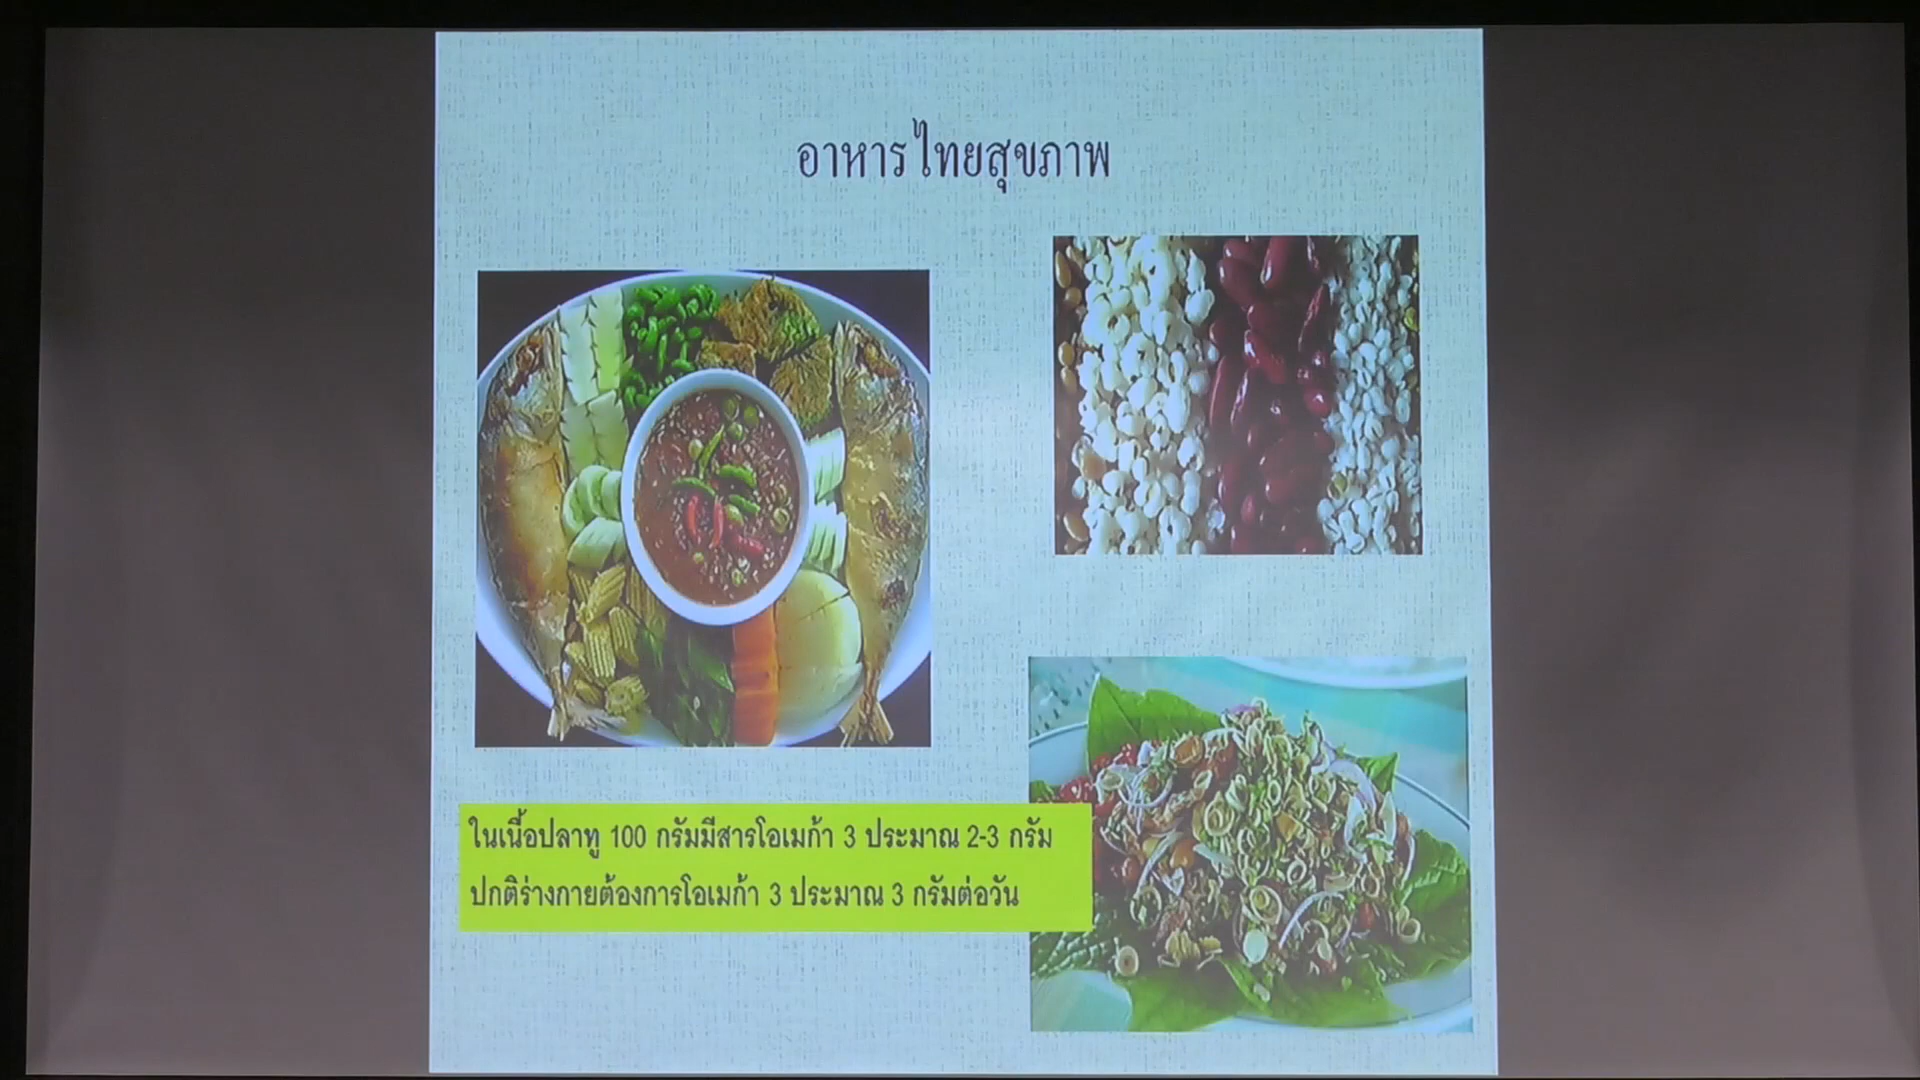 อาหารไทยสุขภาพ
ในเนื้อปลาทู 100 กรัมมีสารโอเมก้า 3 ประมาณ 2-3 กรัม
ปกติร่างกายต้องการโอเมก้า 3 ประมาณ 3 กรัมต่อวัน